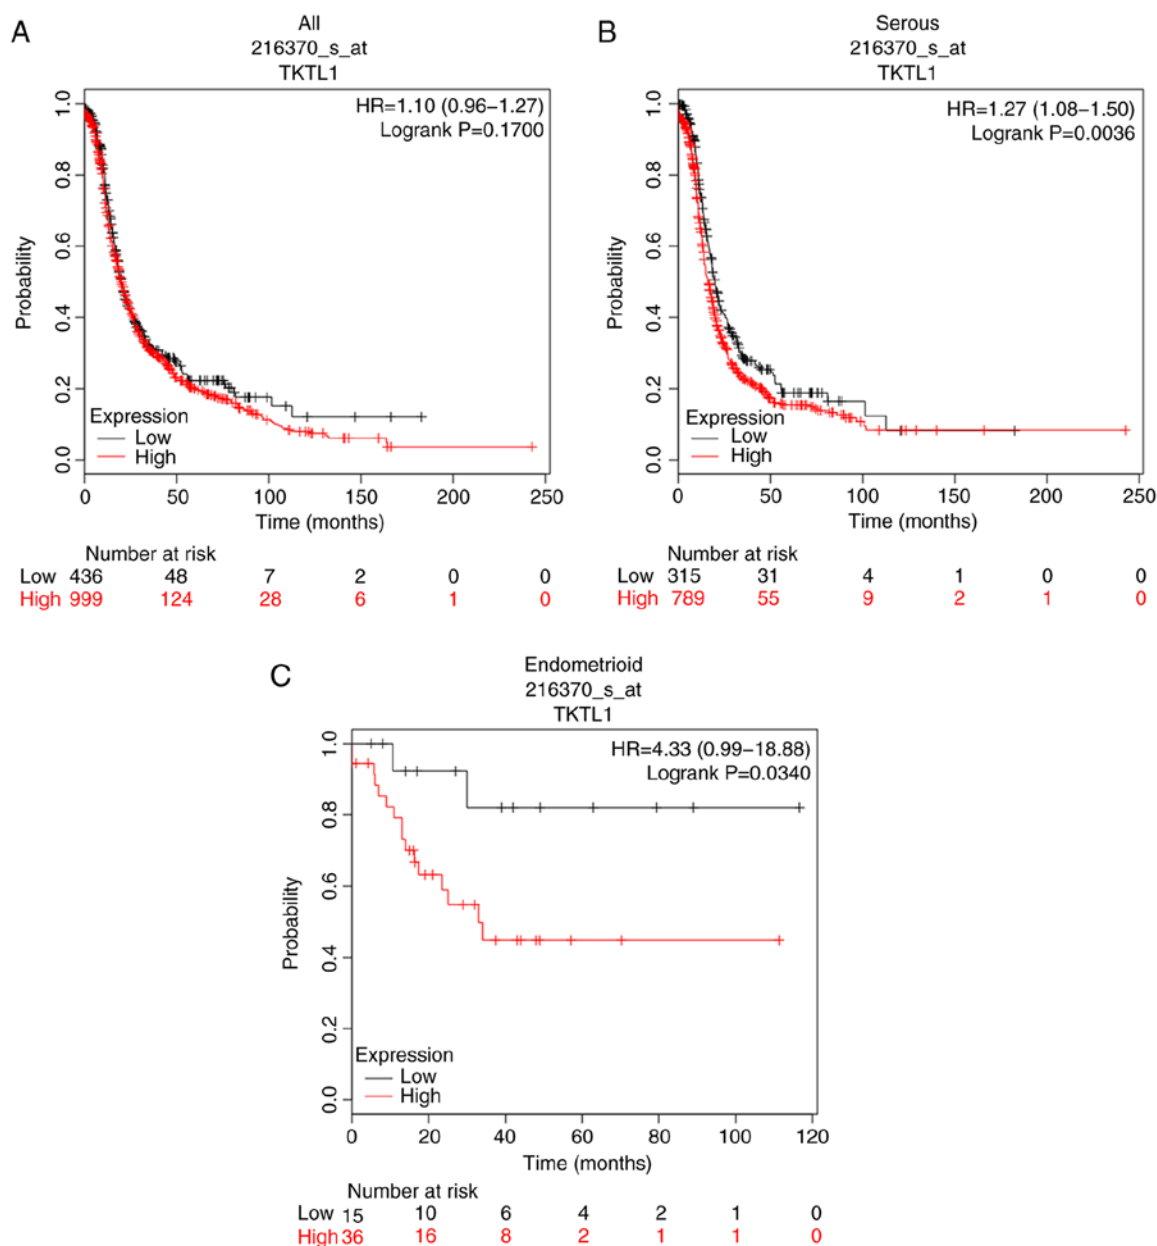 A
All
216370_s_at
TKTL1
HR=1.10 (0.96–1.27)
Logrank P=0.1700
Probability
1.0
0.8
0.6
0.4
0.2
0.0
Expression
Low
High
0 50 100 150 200 250
Time (months)
Number at risk
Low 436 48 7 2 0 0
High 999 124 28 6 1 0
B
Serous
216370_s_at
TKTL1
HR=1.27 (1.08–1.50)
Logrank P=0.0036
Probability
1.0
0.8
0.6
0.4
0.2
0.0
Expression
Low
High
0 50 100 150 200 250
Time (months)
Number at risk
Low 315 31 4 1 0 0
High 789 55 9 2 1 0
C
Endometrioid
216370_s_at
TKTL1
HR=4.33 (0.99–18.88)
Logrank P=0.0340
Probability
1.0
0.8
0.6
0.4
0.2
0.0
Expression
Low
High
0 20 40 60 80 100 120
Time (months)
Number at risk
Low 15 10 6 4 2 1 0
High 36 16 8 2 1 1 0